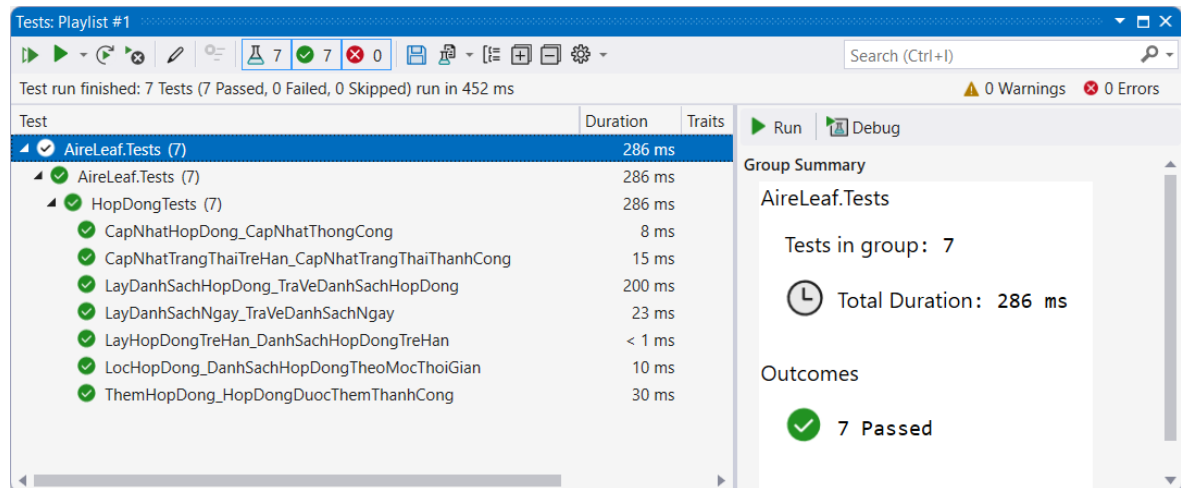 Tests: Playlist #1
7 7 0 Search (Ctrl+I)
Test run finished: 7 Tests (7 Passed, 0 Failed, 0 Skipped) run in 452 ms 0 Warnings 0 Errors
Test Duration Traits
AireLeaf.Tests (7) 286 ms
AireLeaf.Tests (7) 286 ms
HopDongTests (7) 286 ms
CapNhatHopDong_CapNhatThongCong 8 ms
CapNhatTrangThaiTreHan_CapNhatTrangThaiThanhCong 15 ms
LayDanhSachHopDong_TraVeDanhSachHopDong 200 ms
LayDanhSachNgay_TraVeDanhSachNgay 23 ms
LayHopDongTreHan_DanhSachHopDongTreHan < 1 ms
LocHopDong_DanhSachHopDongTheoMocThoiGian 10 ms
ThemHopDong_HopDongDuocThemThanhCong 30 ms
Run Debug
Group Summary
AireLeaf.Tests
Tests in group: 7
Total Duration: 286 ms
Outcomes
7 Passed